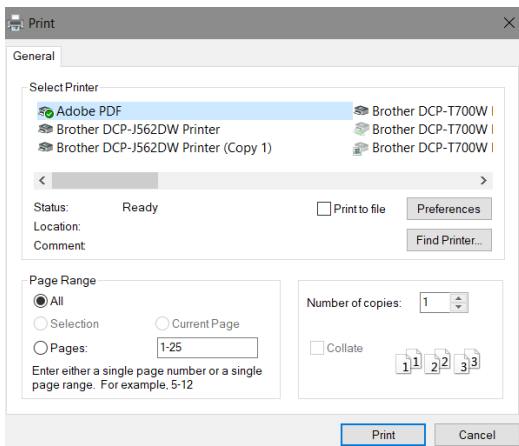 Print
General
Select Printer
Adobe PDF
Brother DCP-J562DW Printer
Brother DCP-J562DW Printer (Copy 1)
Brother DCP-T700W
Brother DCP-T700W
Brother DCP-T700W
Status: Ready
Location:
Comment:
Print to file
Preferences
Find Printer...
Page Range
All
Selection
Current Page
Pages: 1-25
Enter either a single page number or a single
page range. For example, 5-12
Number of copies: 1
Collate
1 1 2 2 3 3
Print
Cancel